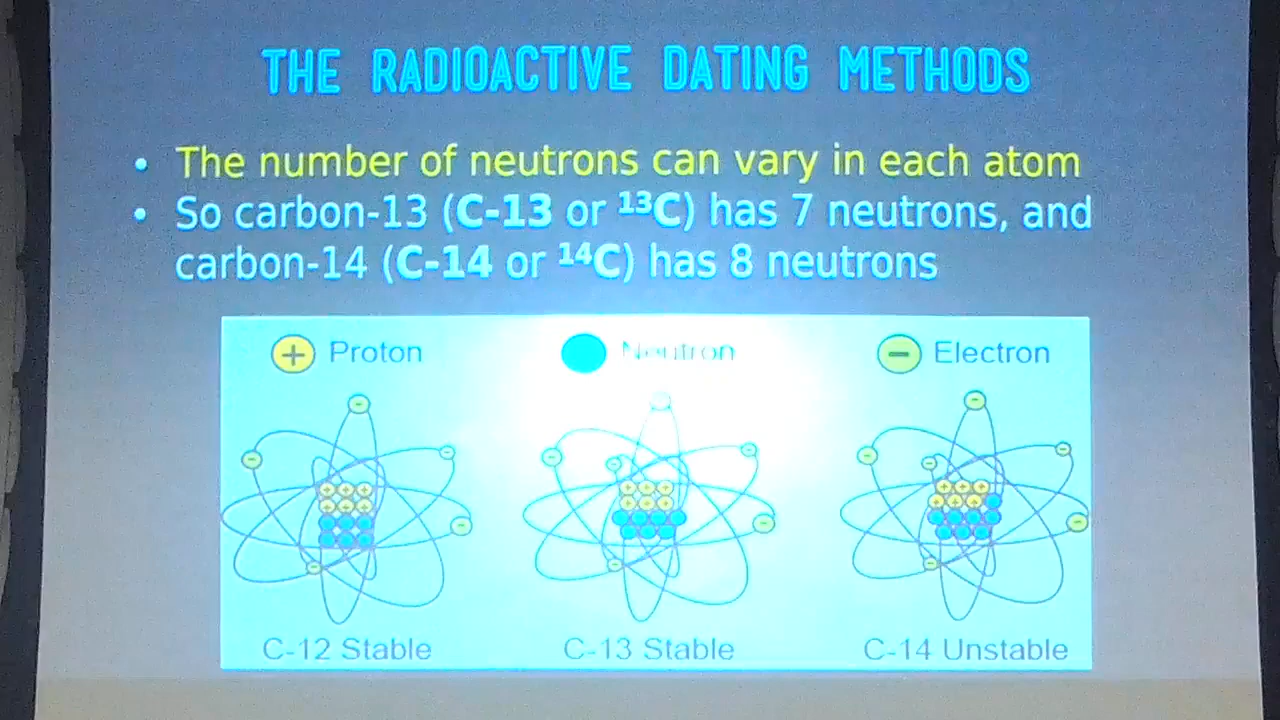 THE RADIOACTIVE DATING METHODS
• The number of neutrons can vary in each atom
• So carbon-13 (C-13 or ¹³C) has 7 neutrons, and
carbon-14 (C-14 or ¹⁴C) has 8 neutrons
+ Proton Neutron − Electron
C-12 Stable C-13 Stable C-14 Unstable